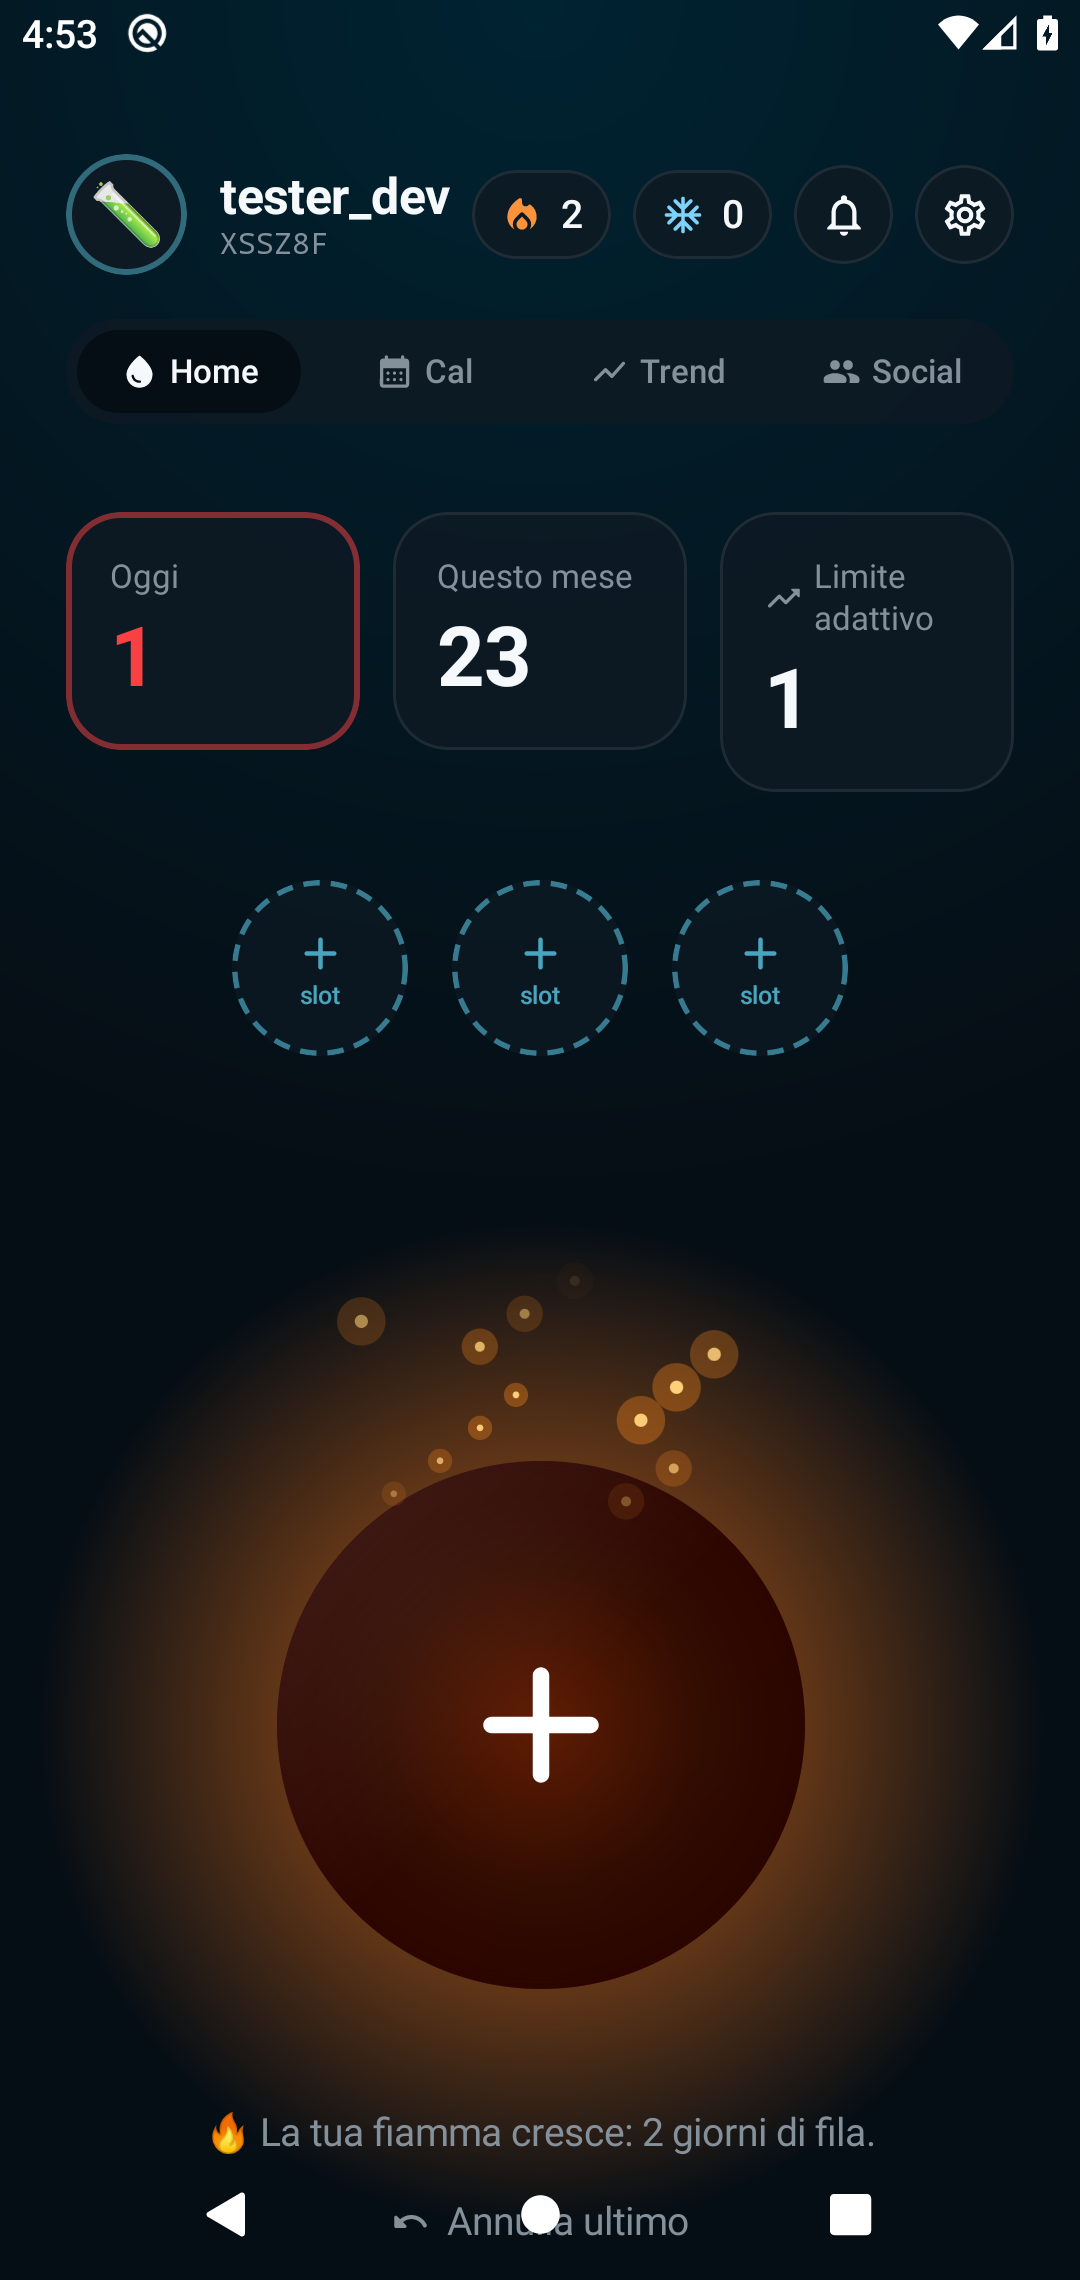 4:53
tester_dev
XSSZ8F
2
0
Home
Cal
Trend
Social
Oggi
1
Questo mese
23
Limite
adattivo
1
slot
slot
slot
🔥 La tua fiamma cresce: 2 giorni di fila.
ultimo